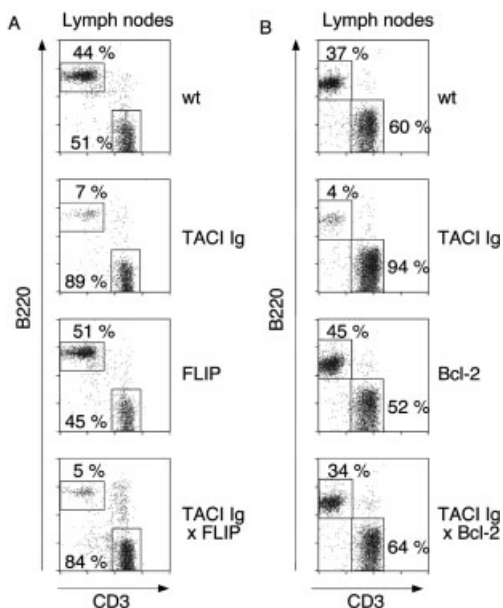 A Lymph nodes
44 %
wt
51 %
7 %
TACI Ig
89 %
51 %
FLIP
45 %
5 %
TACI Ig
x FLIP
84 %
B220
CD3
B Lymph nodes
37 %
wt
60 %
4 %
TACI Ig
94 %
45 %
Bcl-2
52 %
34 %
TACI Ig
x Bcl-2
64 %
B220
CD3